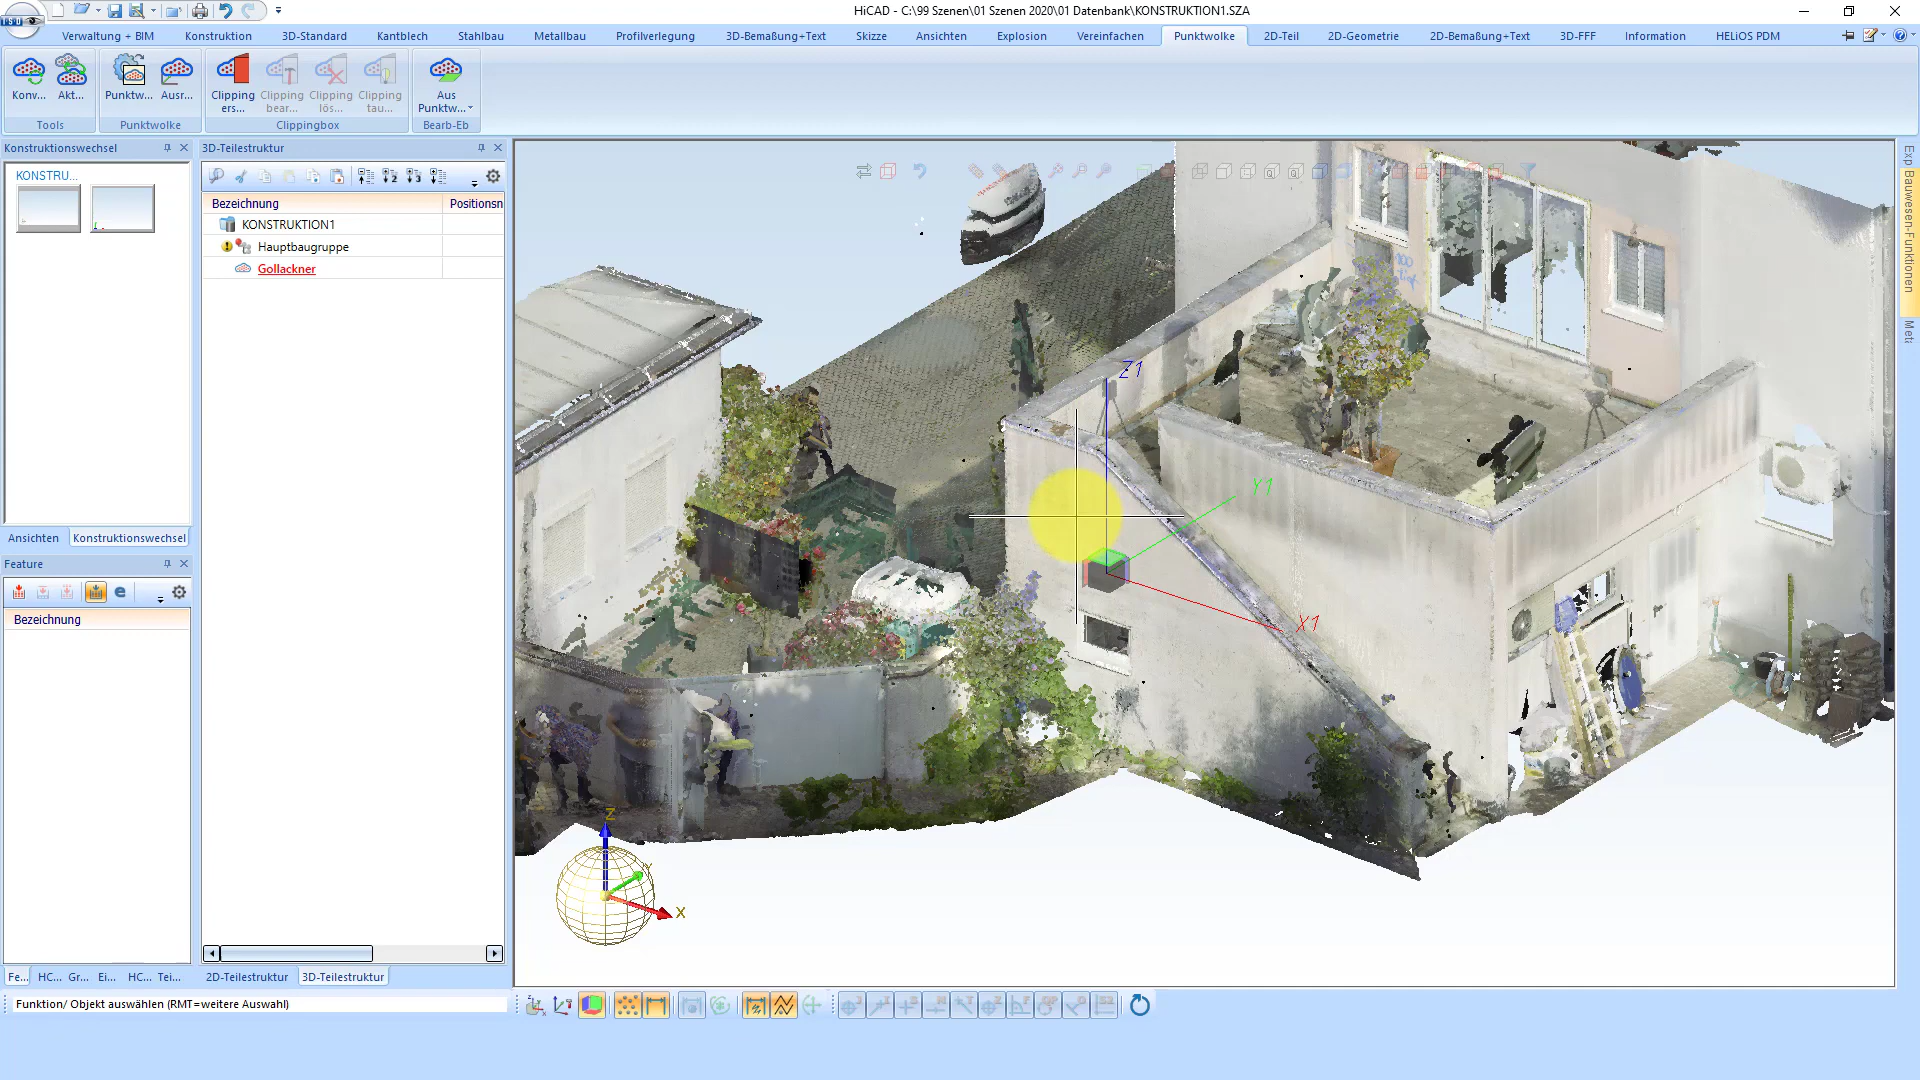 HiCAD - C:\99 Szenen\01 Szenen 2020\01 Datenbank\KONSTRUKTION1.SZA
ISD
Verwaltung + BIM
Konstruktion
3D-Standard
Kantblech
Stahlbau
Metallbau
Profilverlegung
3D-Bemaßung+Text
Skizze
Ansichten
Explosion
Vereinfachen
Punktwolke
2D-Teil
2D-Geometrie
2D-Bemaßung+Text
3D-FFF
Information
HELiOS PDM
Konv...
Akt...
Punktw...
Ausr...
Clipping ers...
Clipping bear...
Clipping lös...
Clipping tau...
Aus Punktw...
Tools
Punktwolke
Clippingbox
Bearb-Eb
Konstruktionswechsel
3D-Teilestruktur
KONSTRU...
Bezeichnung
Positionsn
KONSTRUKTION1
Hauptbaugruppe
Gollackner
Exp
Bauwesen-Funktionen
Z1
Y1
X1
Ansichten
Konstruktionswechsel
Feature
Bezeichnung
Z
Y
X
Fe...
HC...
Gr...
Ei...
HC...
Tei...
2D-Teilestruktur
3D-Teilestruktur
Funktion/ Objekt auswählen (RMT=weitere Auswahl)